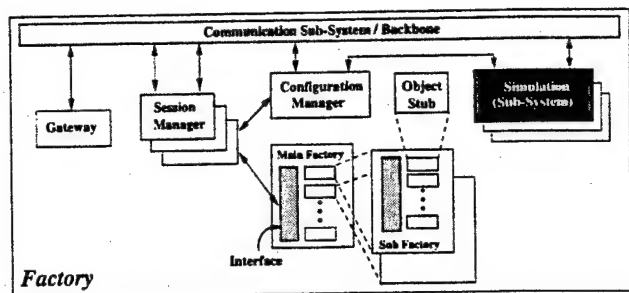 Communication Sub-System / Backbone
Gateway
Session
Manager
Configuration
Manager
Object
Stub
Simulation
(Sub-System)
Main Factory
Sub Factory
Interface
Factory